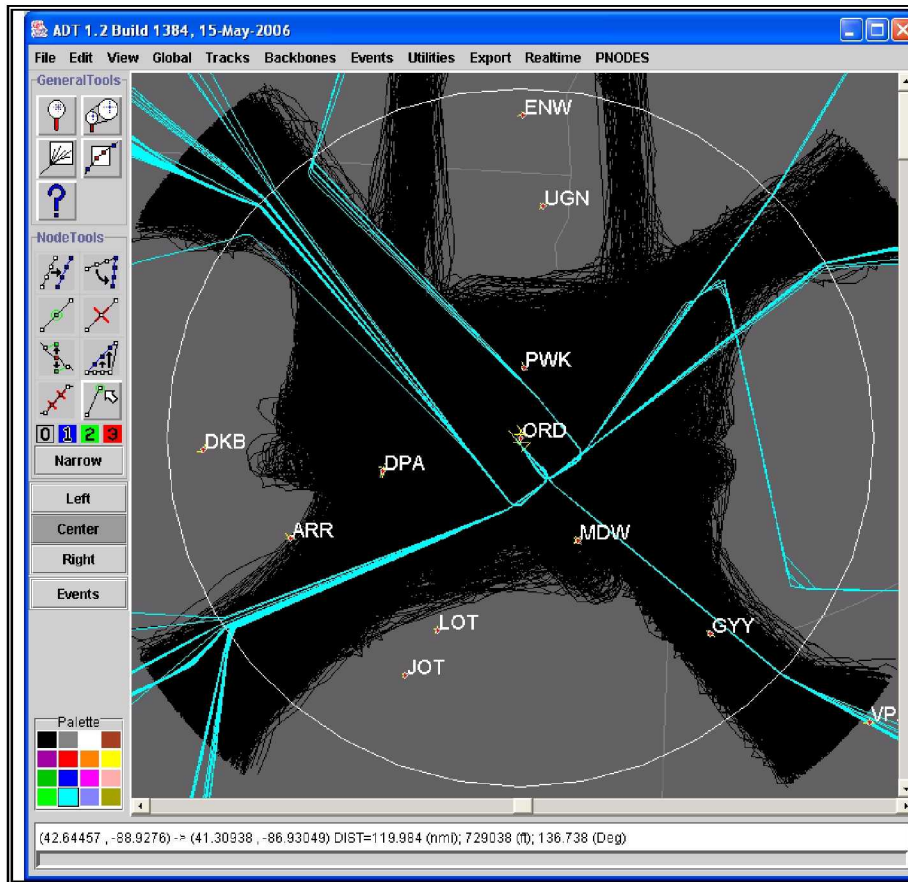 ADT 1.2 Build 1384, 15-May-2006
File Edit View Global Tracks Backbones Events Utilities Export Realtime PNODES
GeneralTools
NodeTools
0 1 2 3
Narrow
Left
Center
Right
Events
Palette
ENW
UGN
PWK
ORD
DKB
DPA
ARR
MDW
LOT
GYY
JOT
VP
(42.64457 , -88.9276) -> (41.30938 , -86.93049) DIST=119.984 (nmi); 729038 (ft); 136.738 (Deg)